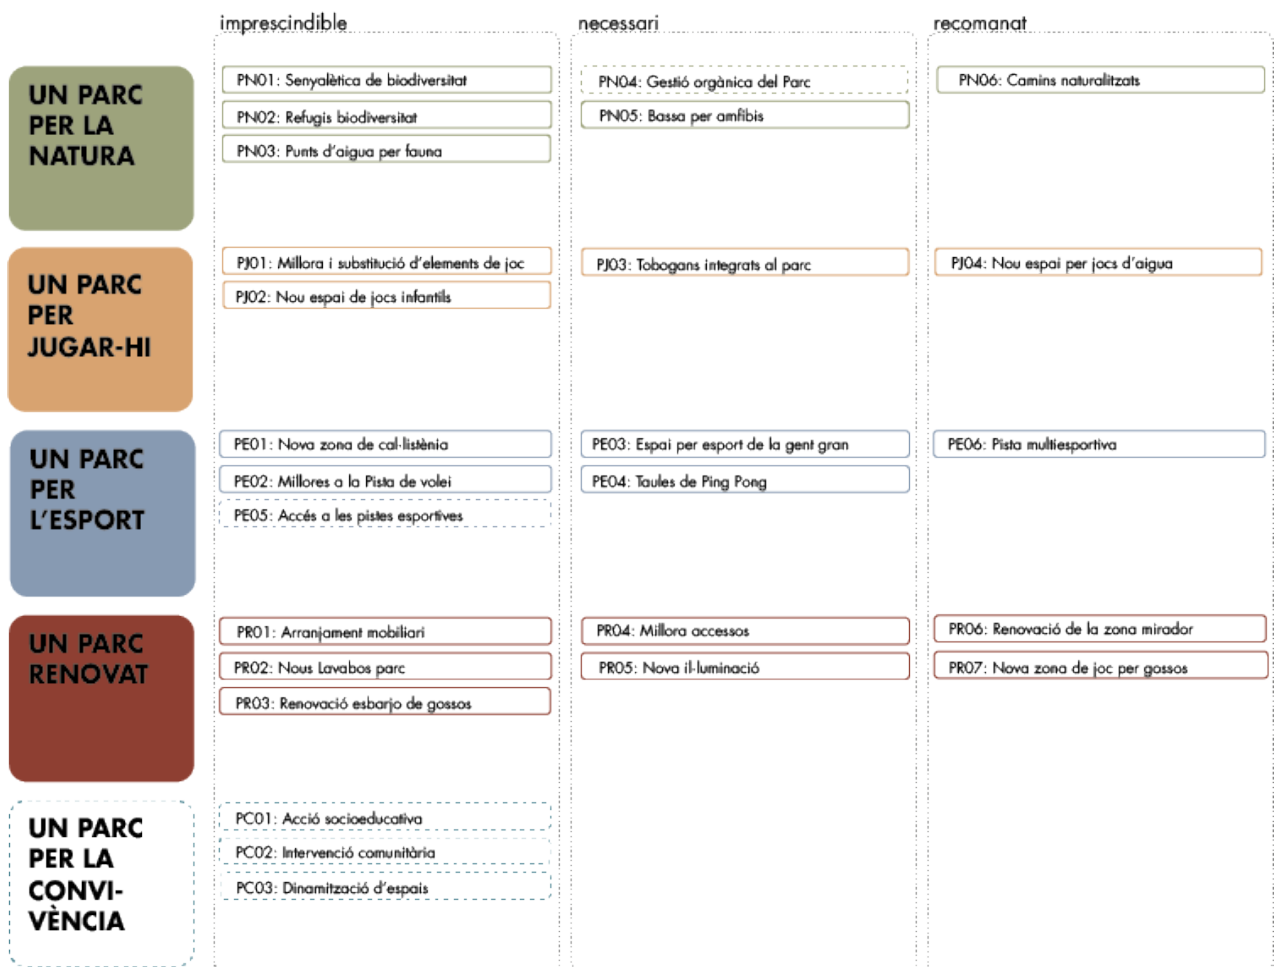 imprescindible
necessari
recomanat
UN PARC
PER LA
NATURA
PN01: Senyalètica de biodiversitat
PN02: Refugis biodiversitat
PN03: Punts d'aigua per fauna
PN04: Gestió orgànica del Parc
PN05: Bassa per amfibis
PN06: Camins naturalitzats
UN PARC
PER
JUGAR-HI
PJ01: Millora i substitució d'elements de joc
PJ02: Nou espai de jocs infantils
PJ03: Tobogans integrats al parc
PJ04: Nou espai per jocs d'aigua
UN PARC
PER
L'ESPORT
PE01: Nova zona de cal·listènia
PE02: Millores a la Pista de volei
PE05: Accés a les pistes esportives
PE03: Espai per esport de la gent gran
PE04: Taules de Ping Pong
PE06: Pista multiesportiva
UN PARC
RENOVAT
PR01: Arranjament mobiliari
PR02: Nous Lavabos parc
PR03: Renovació esbarjo de gossos
PR04: Millora accessos
PR05: Nova il·luminació
PR06: Renovació de la zona mirador
PR07: Nova zona de joc per gossos
UN PARC
PER LA
CONVI-
VÈNCIA
PC01: Acció socioeducativa
PC02: Intervenció comunitària
PC03: Dinamització d'espais